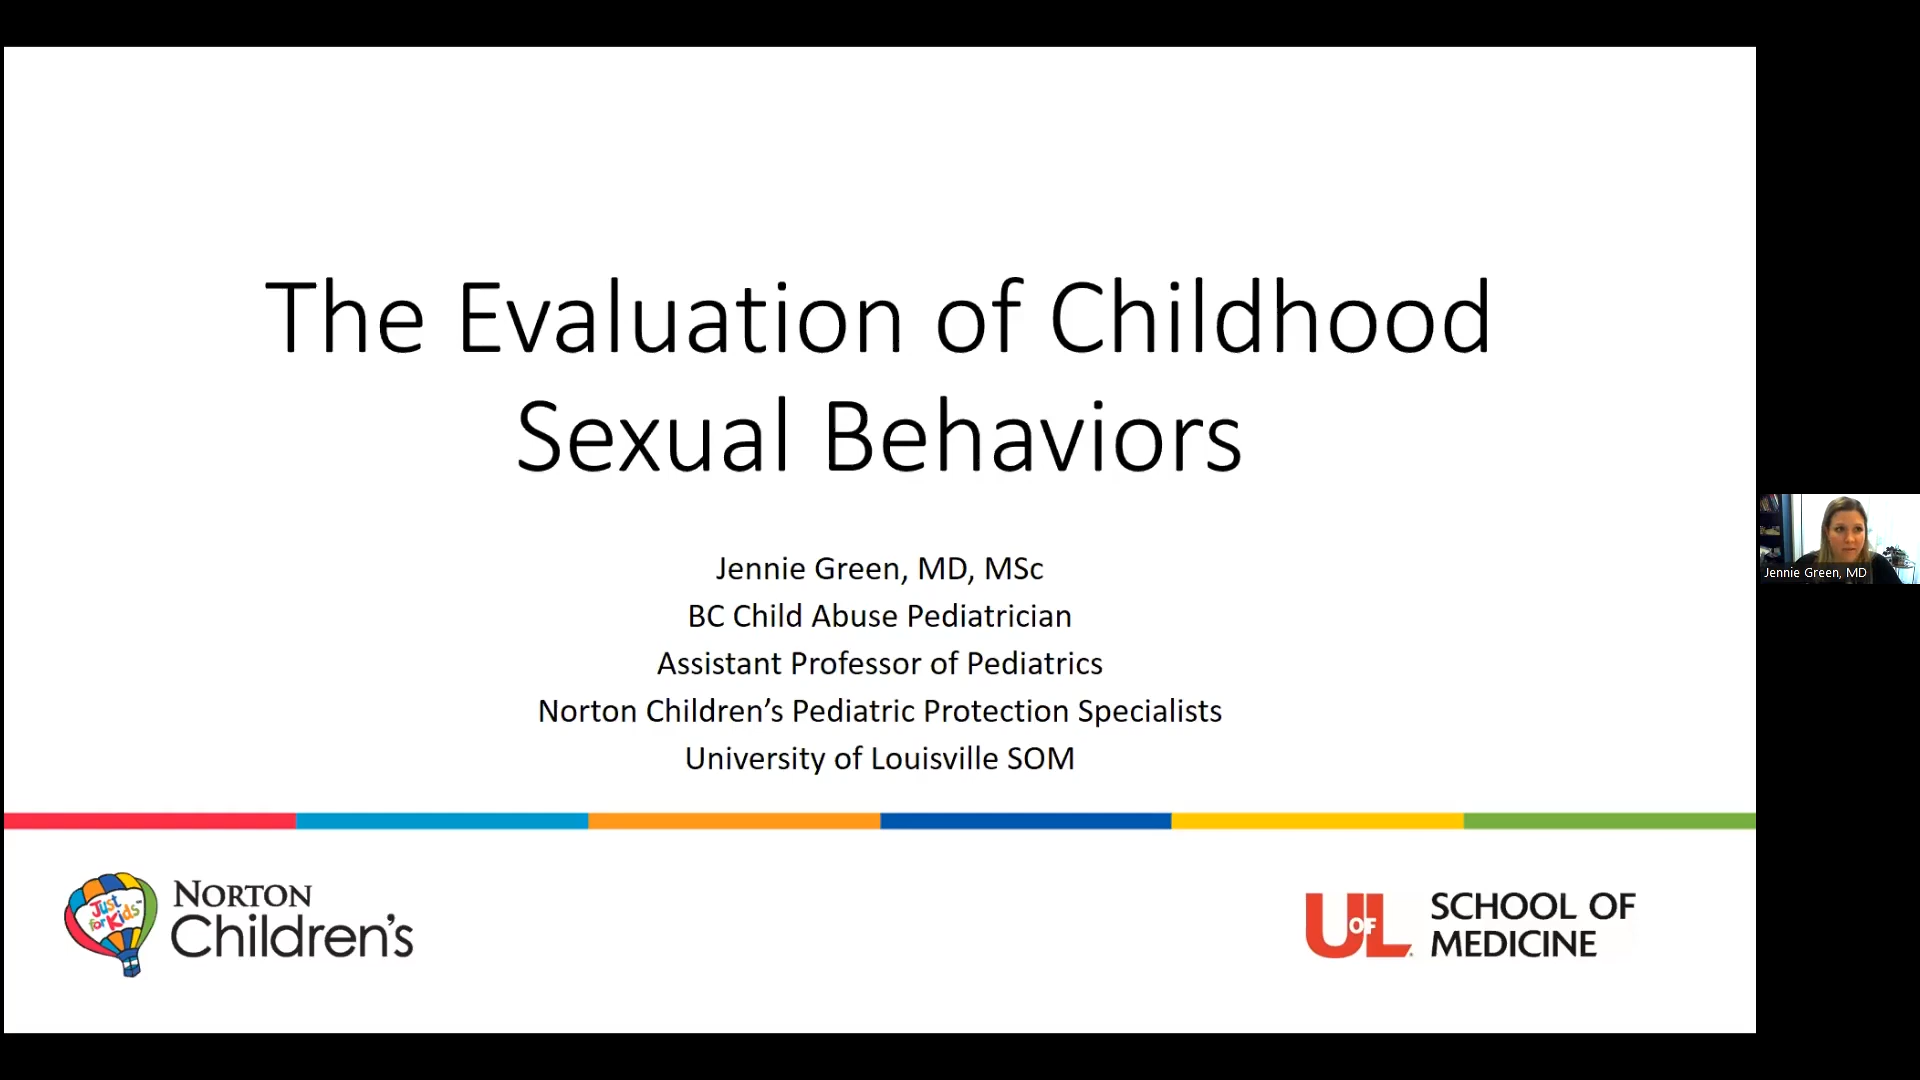 The Evaluation of Childhood
Sexual Behaviors
Jennie Green, MD, MSc
BC Child Abuse Pediatrician
Assistant Professor of Pediatrics
Norton Children's Pediatric Protection Specialists
University of Louisville SOM
Jennie Green, MD
Just
for Kids™
NORTON
Children's
UofL
SCHOOL OF
MEDICINE